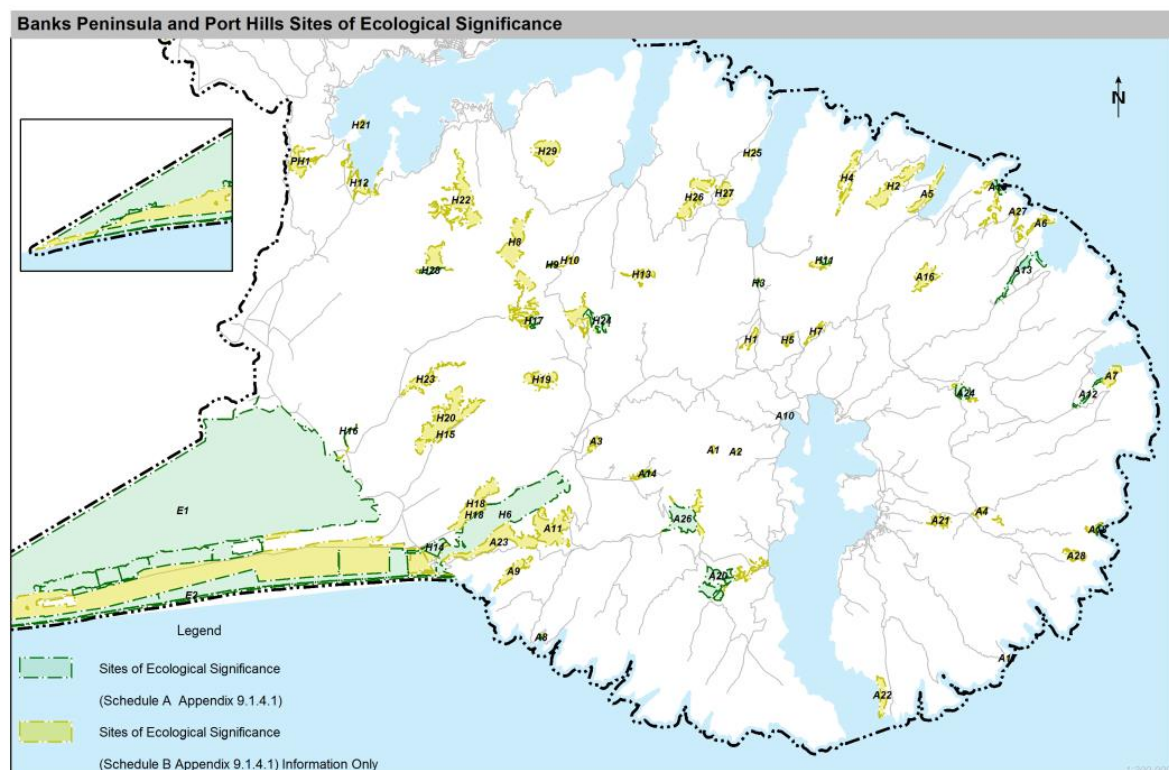 Banks Peninsula and Port Hills Sites of Ecological Significance
N
H21
PH1
H12
H29
H25
H22
H26
H27
H4
H2
A5
A27
A6
H8
H9
H10
H28
H13
H11
H3
A16
A13
H17
H24
H1
H7
H23
H19
A7
A12
A24
H20
H15
H16
A10
A3
A1
A2
A14
E1
H18
H18
H6
A26
A21
A4
A11
A23
H14
A28
A9
A20
E2
A8
A22
Legend
Sites of Ecological Significance
(Schedule A Appendix 9.1.4.1)
Sites of Ecological Significance
(Schedule B Appendix 9.1.4.1) Information Only